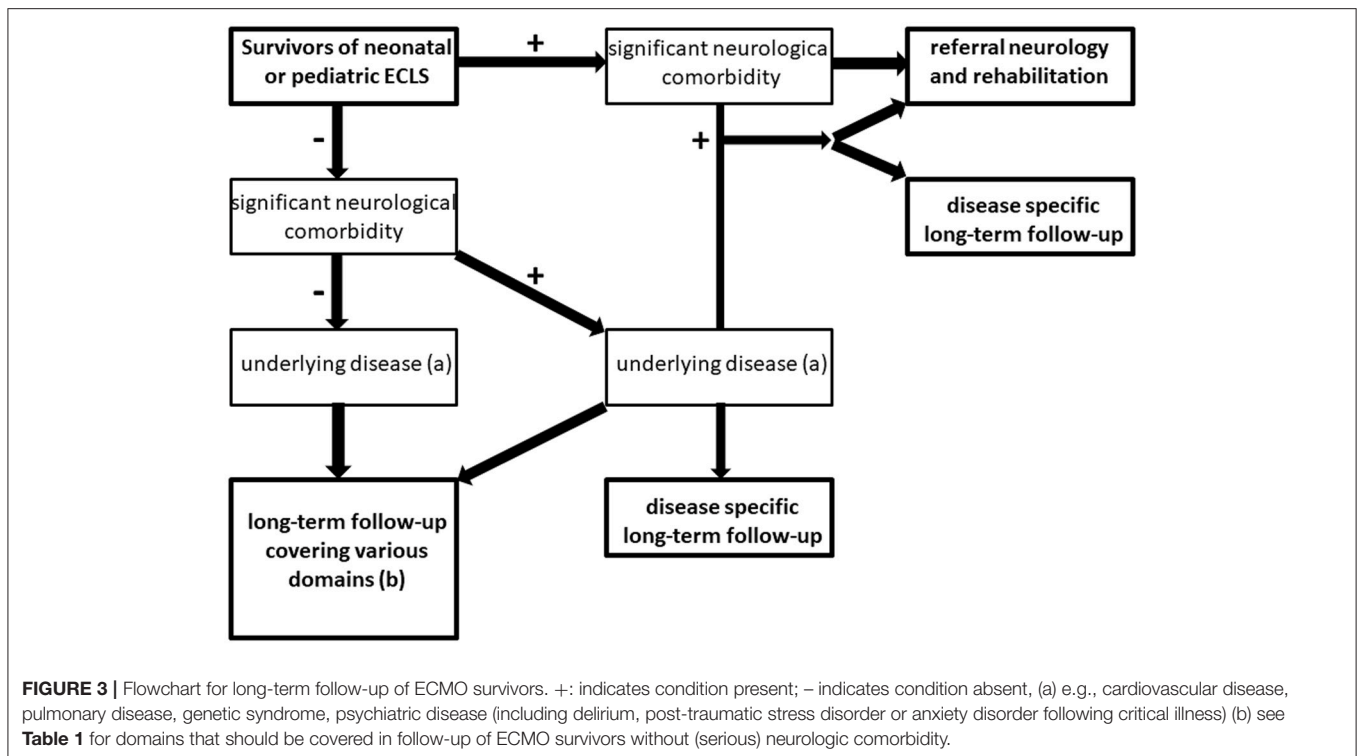 Survivors of neonatal
or pediatric ECLS
+
significant neurologica
comorbidity
referral neurology
and rehabilitation
-
+
significant neurological
comorbidity
disease specific
long-term follow-up
-
+
underlying disease (a)
underlying disease (a)
long-term follow-up
covering various
domains (b)
disease specific
long-term follow-up
FIGURE 3 | Flowchart for long-term follow-up of ECMO survivors. +: indicates condition present; – indicates condition absent, (a) e.g., cardiovascular disease,
pulmonary disease, genetic syndrome, psychiatric disease (including delirium, post-traumatic stress disorder or anxiety disorder following critical illness) (b) see
Table 1 for domains that should be covered in follow-up of ECMO survivors without (serious) neurologic comorbidity.